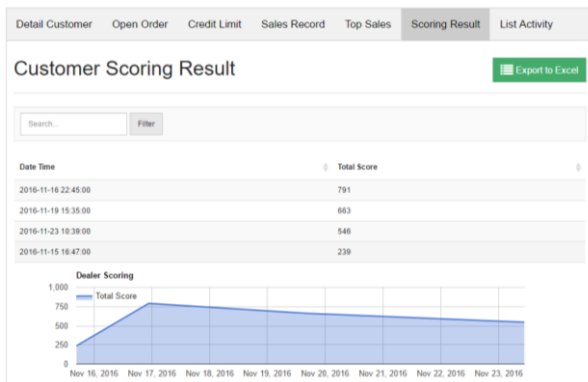 Detail Customer Open Order Credit Limit Sales Record Top Sales Scoring Result List Activity
Customer Scoring Result
Export to Excel
Search... Filter
Date Time Total Score
2016-11-16 22:45:00 791
2016-11-19 15:35:00 663
2016-11-23 10:39:00 546
2016-11-15 16:47:00 239
Dealer Scoring
1,000
Total Score
750
500
250
0
Nov 16, 2016 Nov 17, 2016 Nov 18, 2016 Nov 19, 2016 Nov 20, 2016 Nov 21, 2016 Nov 22, 2016 Nov 23, 2016